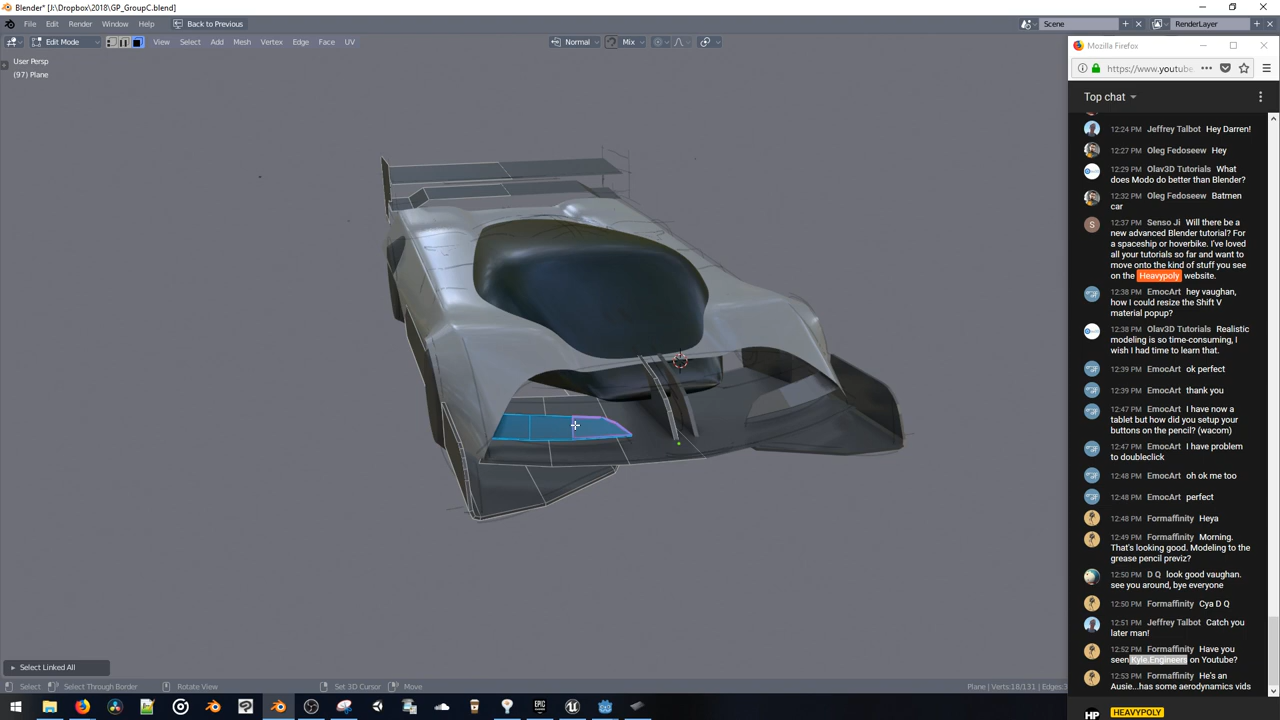 Blender* [J:\Dropbox\2018\GP_GroupC.blend]
File Edit Render Window Help Back to Previous Scene RenderLayer
Edit Mode View Select Add Mesh Vertex Edge Face UV Normal Mix
User Persp
(97) Plane
Select Linked All
Select Select Through Border Rotate View Set 3D Cursor Move Plane | Verts:18/131 | Edges:3
Mozilla Firefox
https://www.youtube
Top chat
12:24 PM Jeffrey Talbot Hey Darren!
12:27 PM Oleg Fedoseew Hey
12:29 PM Olav3D Tutorials What
does Modo do better than Blender?
12:32 PM Oleg Fedoseew Batmen
car
12:37 PM Senso Ji Will there be a
new advanced Blender tutorial? For
a spaceship or hoverbike. I've loved
all your tutorials so far and want to
move onto the kind of stuff you see
on the Heavypoly website.
12:38 PM EmocArt hey vaughan,
how I could resize the Shift V
material popup?
12:38 PM Olav3D Tutorials Realistic
modeling is so time-consuming, I
wish I had time to learn that.
12:39 PM EmocArt ok perfect
12:39 PM EmocArt thank you
12:47 PM EmocArt I have now a
tablet but how did you setup your
buttons on the pencil? (wacom)
12:47 PM EmocArt I have problem
to doubleclick
12:48 PM EmocArt oh ok me too
12:48 PM EmocArt perfect
12:48 PM Formaffinity Heya
12:49 PM Formaffinity Morning.
That's looking good. Modeling to the
grease pencil previz?
12:50 PM D Q look good vaughan.
see you around, bye everyone
12:50 PM Formaffinity Cya D Q
12:51 PM Jeffrey Talbot Catch you
later man!
12:52 PM Formaffinity Have you
seen Kyle Engineers on Youtube?
12:53 PM Formaffinity He's an
Ausie...has some aerodynamics vids
HP HEAVYPOLY